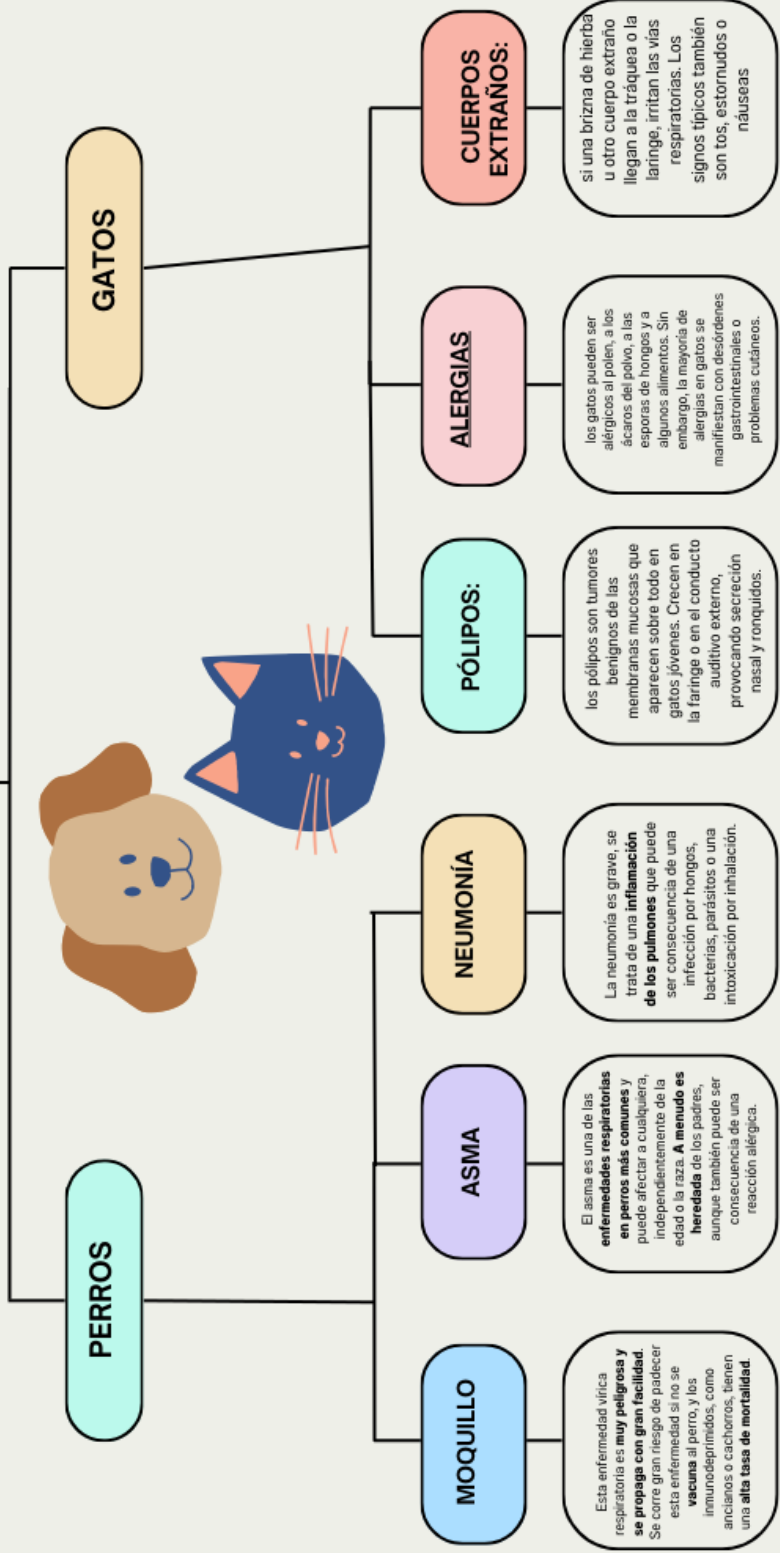 PERROS
GATOS
MOQUILLO
Esta enfermedad vírica
respiratoria es muy peligrosa y
se propaga con gran facilidad.
Se corre gran riesgo de padecer
esta enfermedad si no se
vacuna al perro, y los
inmunodeprimidos, como
ancianos o cachorros, tienen
una alta tasa de mortalidad.
ASMA
El asma es una de las
enfermedades respiratorias
en perros más comunes y
puede afectar a cualquiera,
independientemente de la
edad o la raza. A menudo es
heredada de los padres,
aunque también puede ser
consecuencia de una
reacción alérgica.
NEUMONÍA
La neumonía es grave, se
trata de una inflamación
de los pulmones que puede
ser consecuencia de una
infección por hongos,
bacterias, parásitos o una
intoxicación por inhalación.
PÓLIPOS:
los pólipos son tumores
benignos de las
membranas mucosas que
aparecen sobre todo en
gatos jóvenes. Crecen en
la faringe o en el conducto
auditivo externo,
provocando secreción
nasal y ronquidos.
ALERGIAS
los gatos pueden ser
alérgicos al polen, a los
ácaros del polvo, a las
esporas de hongos y a
algunos alimentos. Sin
embargo, la mayoría de
alergias en gatos se
manifiestan con desórdenes
gastrointestinales o
problemas cutáneos.
CUERPOS
EXTRAÑOS:
si una brizna de hierba
u otro cuerpo extraño
llegan a la tráquea o la
laringe, irritan las vías
respiratorias. Los
signos típicos también
son tos, estornudos o
náuseas